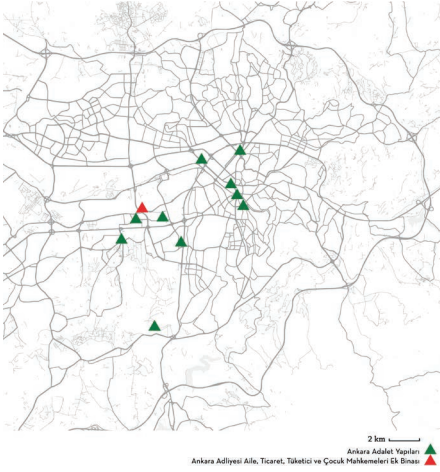 2 km
Ankara Adalet Yapıları
Ankara Adliyesi Aile, Ticaret, Tüketici ve Çocuk Mahkemeleri Ek Binası